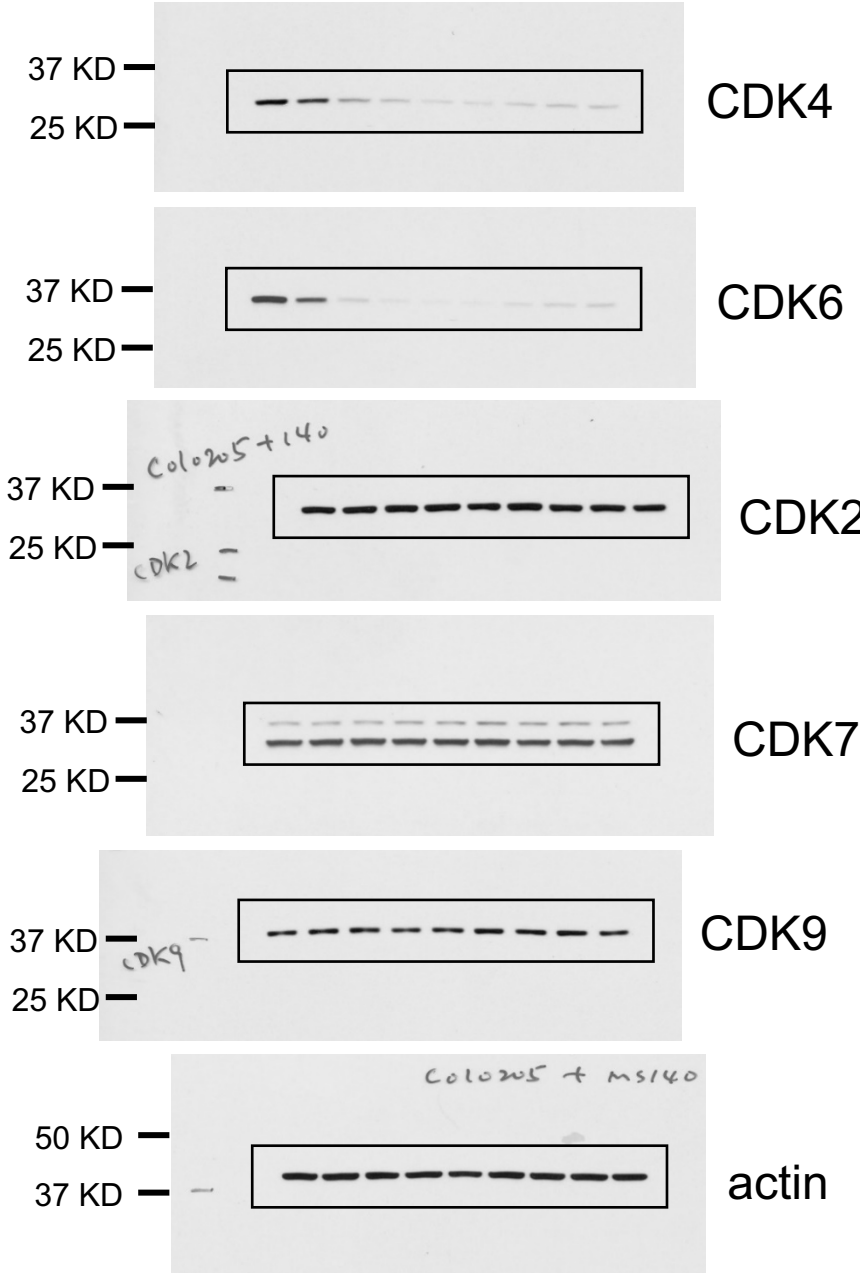 37 KD
25 KD
CDK4
37 KD
25 KD
CDK6
Colo205 + 140
37 KD
25 KD
CDK2
CDK2
37 KD
25 KD
CDK7
37 KD
CDK9
25 KD
CDK9
Colo205 + MS140
50 KD
37 KD
actin